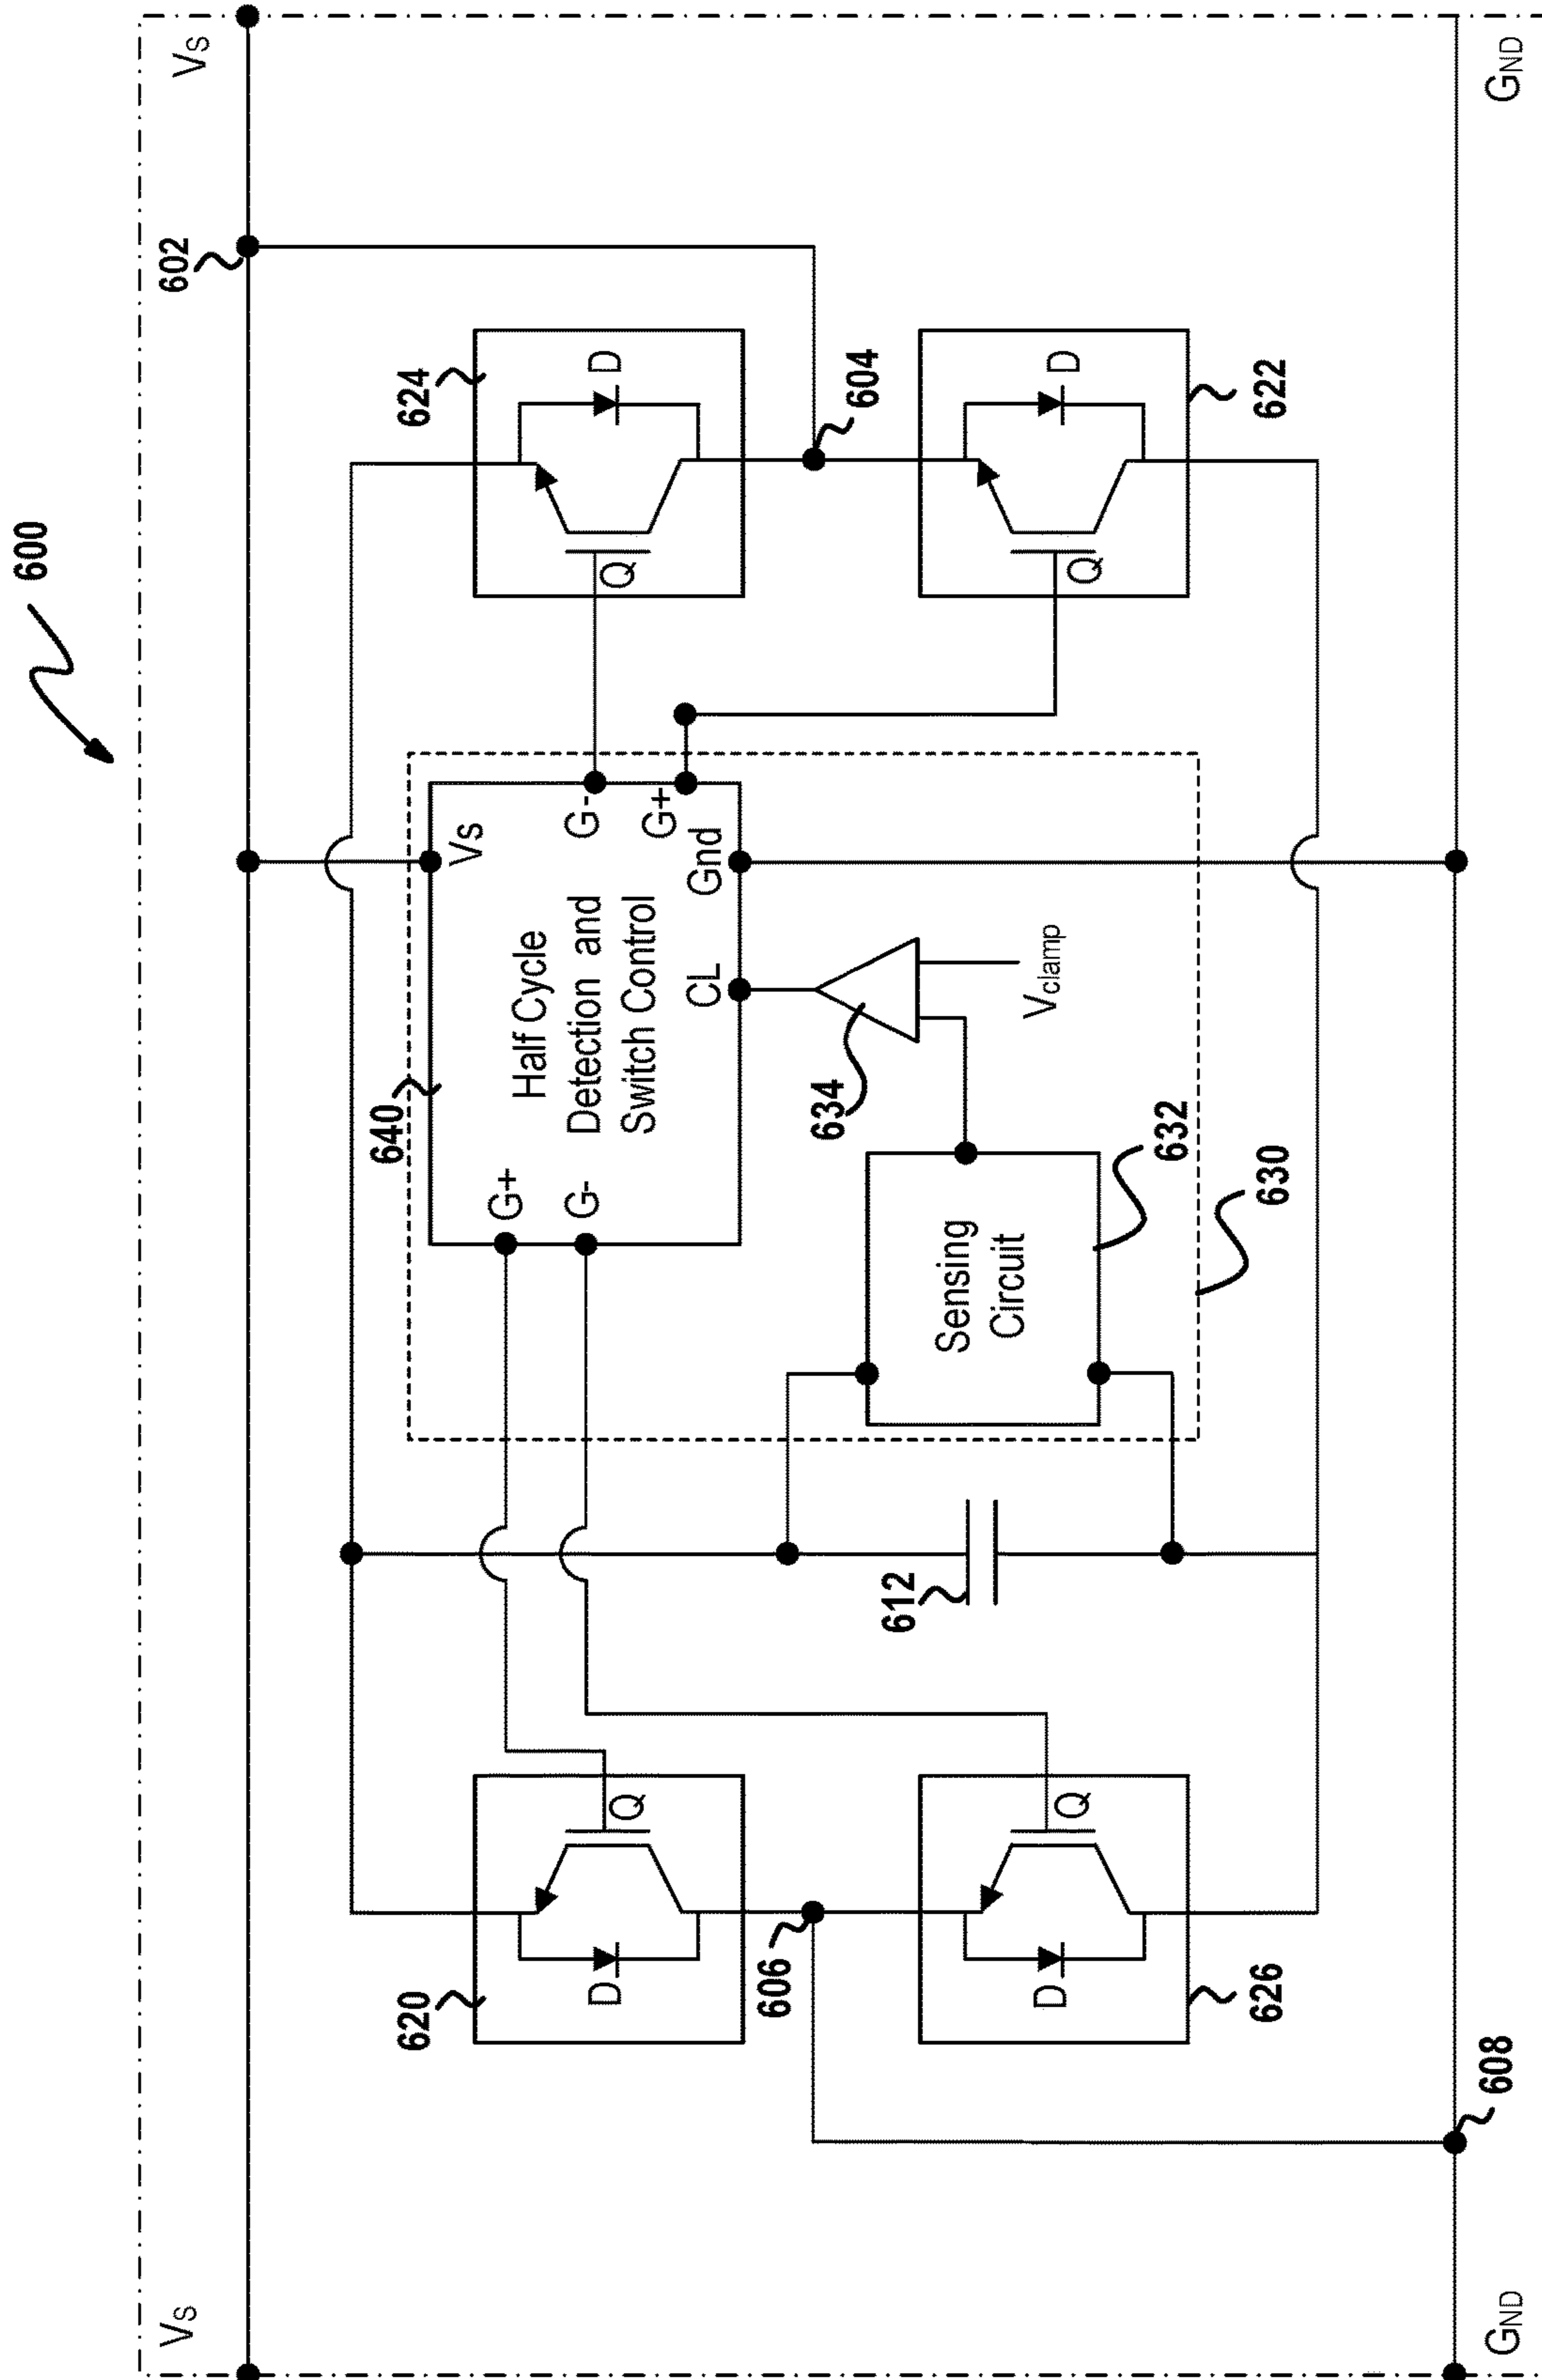 600
VS
VS
602
624
D
Q
604
622
D
Q
640
Vs
G-
G+
Gnd
CL
G+
G-
Half Cycle
Detection and
Switch Control
634
Vclamp
Sensing
Circuit
632
630
612
620
D
Q
606
626
D
Q
608
GND
GND